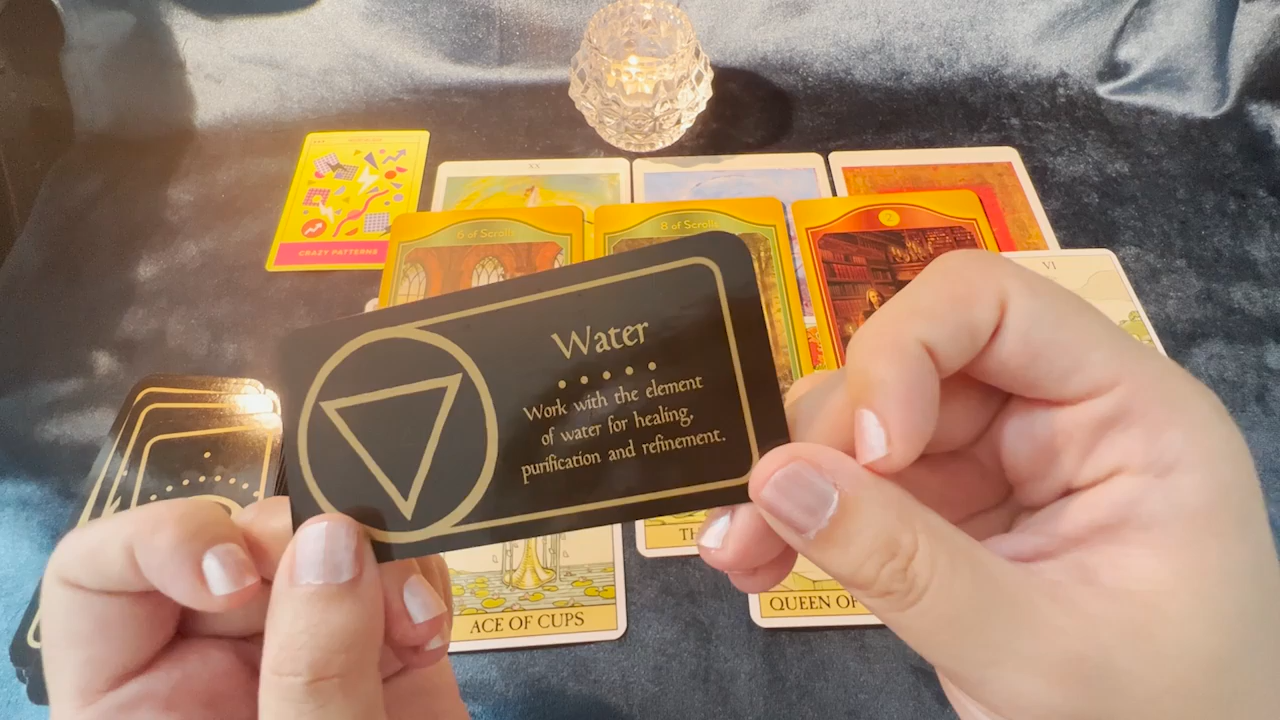 XX
6 of Scrolls
8 of Scrolls
2
VI
CRAZY PATTERNS
Water
Work with the element
of water for healing,
purification and refinement.
ACE OF CUPS
QUEEN OF